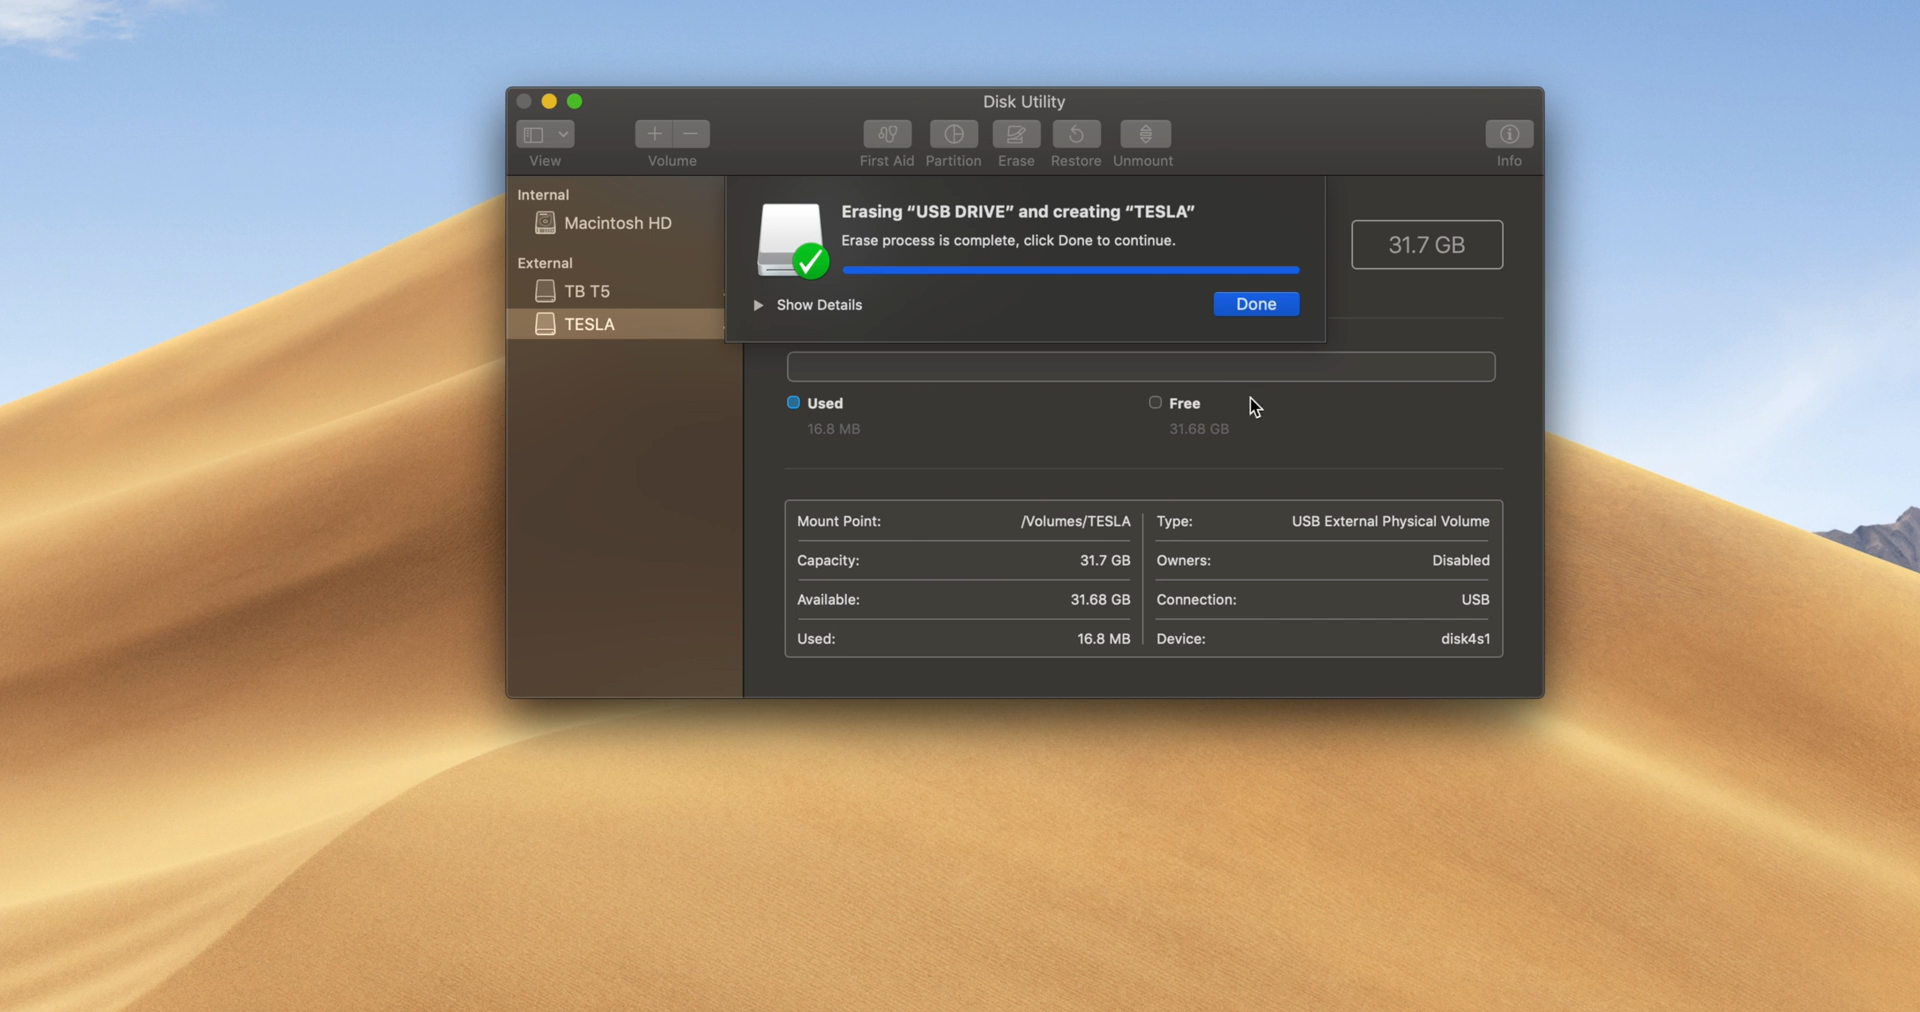 Disk Utility
View
Volume
First Aid
Partition
Erase
Restore
Unmount
Info
Internal
Macintosh HD
External
TB T5
TESLA
Erasing “USB DRIVE” and creating “TESLA”
Erase process is complete, click Done to continue.
Show Details
Done
31.7 GB
Used
16.8 MB
Free
31.68 GB
Mount Point: /Volumes/TESLA
Capacity: 31.7 GB
Available: 31.68 GB
Used: 16.8 MB
Type: USB External Physical Volume
Owners: Disabled
Connection: USB
Device: disk4s1